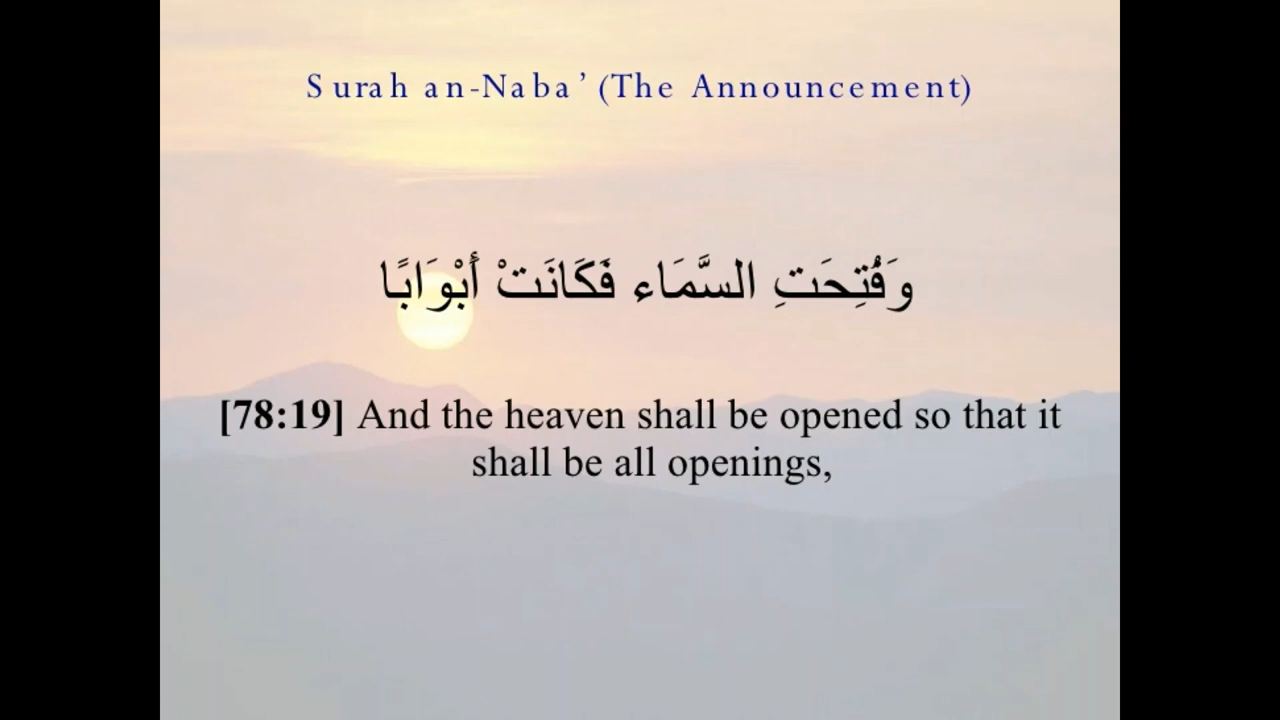 Surah an-Naba’ (The Announcement)
وَفُتِحَتِ السَّمَاء فَكَانَتْ أَبْوَابًا
[78:19] And the heaven shall be opened so that it
shall be all openings,